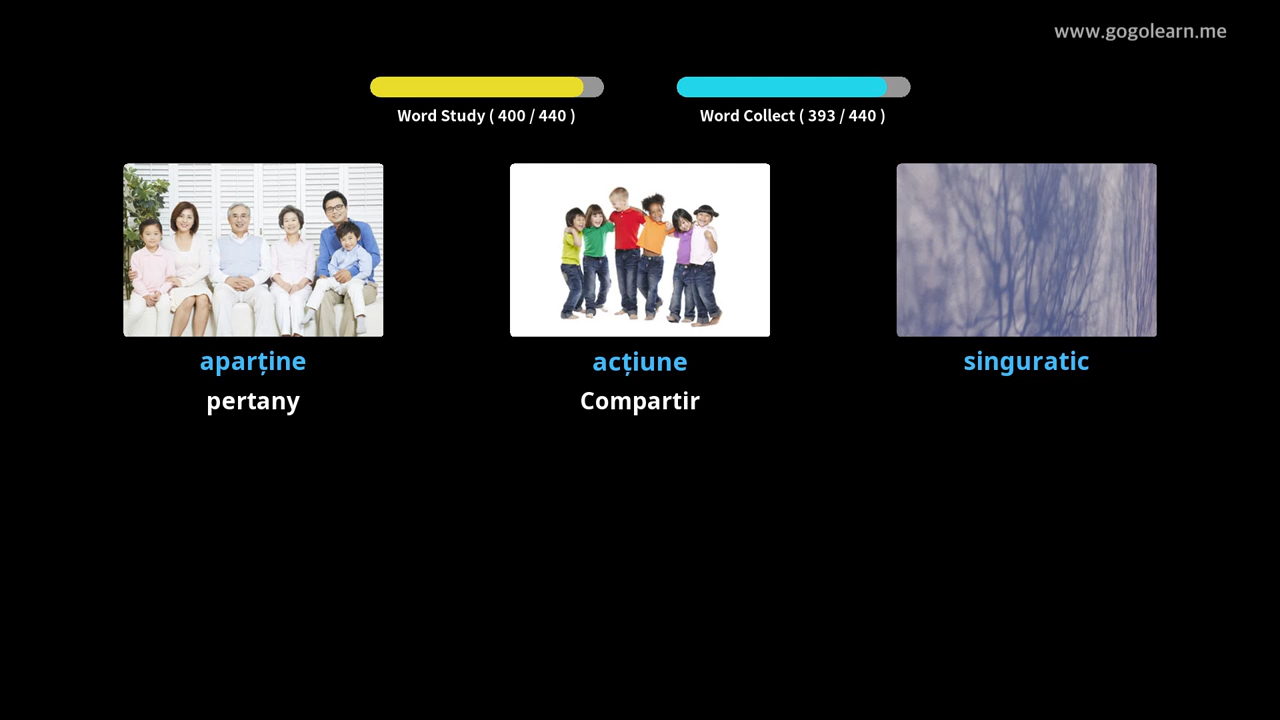 www.gogolearn.me
Word Study ( 400 / 440 )
Word Collect ( 393 / 440 )
aparține
pertany
acțiune
Compartir
singuratic